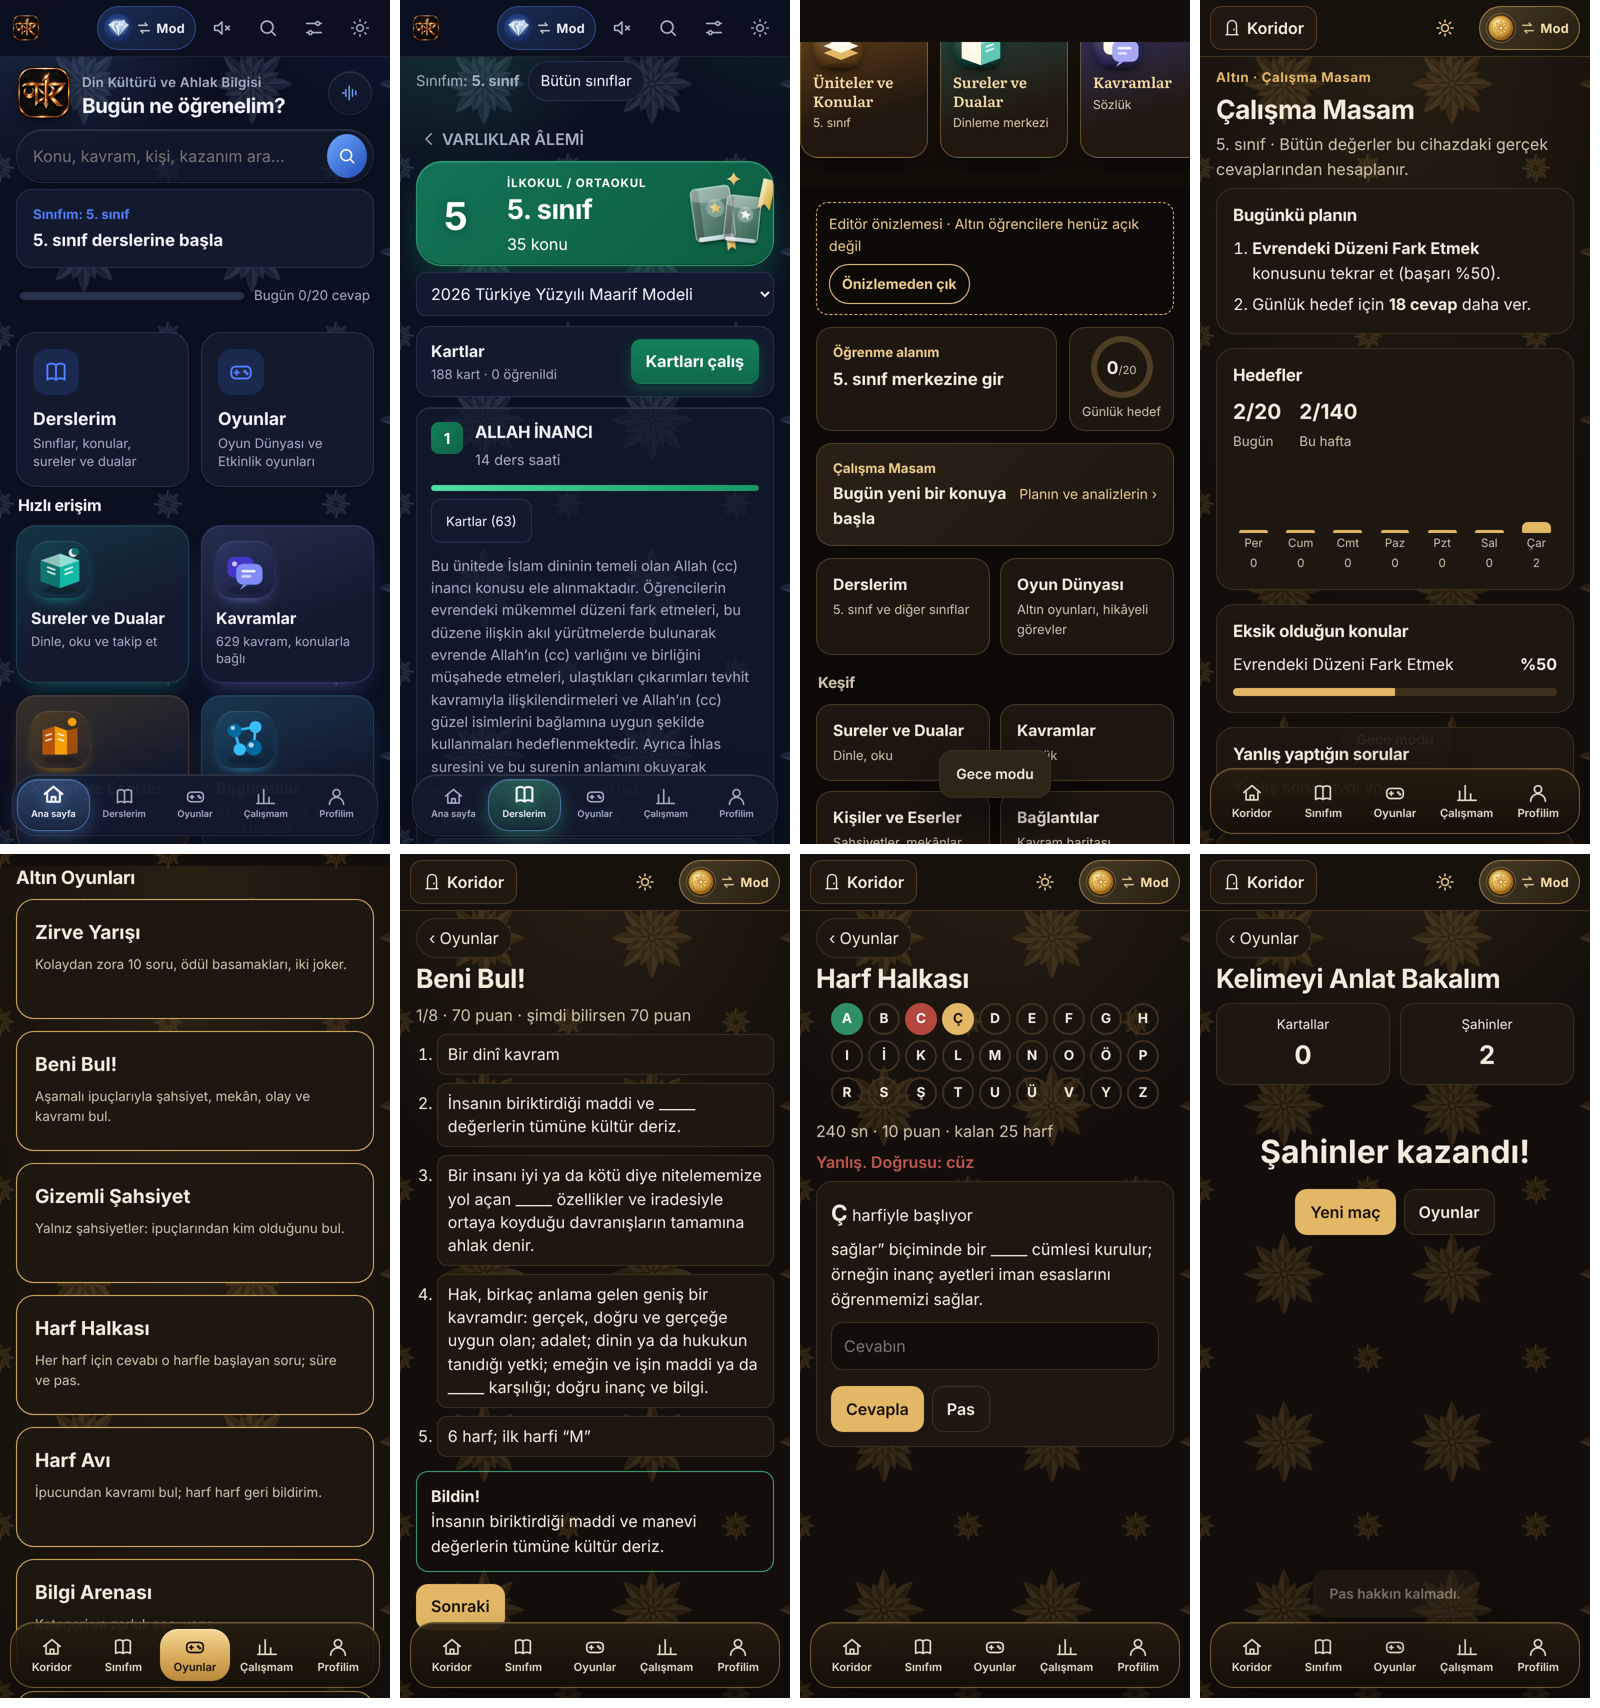 Mod
Din Kültürü ve Ahlak Bilgisi
Bugün ne öğrenelim?
Konu, kavram, kişi, kazanım ara...
Sınıfım: 5. sınıf
5. sınıf derslerine başla
Bugün 0/20 cevap
Derslerim
Sınıflar, konular,
sureler ve dualar
Oyunlar
Oyun Dünyası ve
Etkinlik oyunları
Hızlı erişim
Sureler ve Dualar
Dinle, oku ve takip et
Kavramlar
629 kavram, konularla
bağlı
Ana sayfa
Derslerim
Oyunlar
Çalışmam
Profilim
Mod
Sınıfım: 5. sınıf
Bütün sınıflar
VARLIKLAR ÂLEMİ
5
İLKOKUL / ORTAOKUL
5. sınıf
35 konu
2026 Türkiye Yüzyılı Maarif Modeli
Kartlar
188 kart · 0 öğrenildi
Kartları çalış
1
ALLAH İNANCI
14 ders saati
Kartlar (63)
Bu ünitede İslam dininin temeli olan Allah (cc)
inancı konusu ele alınmaktadır. Öğrencilerin
evrendeki mükemmel düzeni fark etmeleri, bu
düzene ilişkin akıl yürütmelerde bulunarak
evrende Allah'ın (cc) varlığını ve birliğini
müşahede etmeleri, ulaştıkları çıkarımları tevhit
kavramıyla ilişkilendirmeleri ve Allah'ın (cc)
güzel isimlerini bağlamına uygun şekilde
kullanmaları hedeflenmektedir. Ayrıca İhlas
suresini ve bu surenin anlamını okuyarak
Ana sayfa
Derslerim
Oyunlar
Çalışmam
Profilim
Üniteler ve
Konular
5. sınıf
Sureler ve
Dualar
Dinleme merkezi
Kavramlar
Sözlük
Editör önizlemesi · Altın öğrencilere henüz açık
değil
Önizlemeden çık
Öğrenme alanım
5. sınıf merkezine gir
0/20
Günlük hedef
Çalışma Masam
Bugün yeni bir konuya
başla
Planın ve analizlerin ›
Derslerim
5. sınıf ve diğer sınıflar
Oyun Dünyası
Altın oyunları, hikâyeli
görevler
Keşif
Sureler ve Dualar
Dinle, oku
Kavramlar
Gece modu
Kişiler ve Eserler
Şahsiyetler, mekânlar
Bağlantılar
Kavram haritası
Koridor
Mod
Altın · Çalışma Masam
Çalışma Masam
5. sınıf · Bütün değerler bu cihazdaki gerçek
cevaplarından hesaplanır.
Bugünkü planın
1. Evrendeki Düzeni Fark Etmek
konusunu tekrar et (başarı %50).
2. Günlük hedef için 18 cevap daha ver.
Hedefler
2/20 2/140
Bugün Bu hafta
Per Cum Cmt Paz Pzt Sal Çar
0 0 0 0 0 0 2
Eksik olduğun konular
Evrendeki Düzeni Fark Etmek %50
Gece modu
Yanlış yaptığın sorular
Koridor
Sınıfım
Oyunlar
Çalışmam
Profilim
Altın Oyunları
Zirve Yarışı
Kolaydan zora 10 soru, ödül basamakları, iki joker.
Beni Bul!
Aşamalı ipuçlarıyla şahsiyet, mekân, olay ve
kavramı bul.
Gizemli Şahsiyet
Yalnız şahsiyetler: ipuçlarından kim olduğunu bul.
Harf Halkası
Her harf için cevabı o harfle başlayan soru; süre
ve pas.
Harf Avı
İpucundan kavramı bul; harf harf geri bildirim.
Bilgi Arenası
Koridor
Sınıfım
Oyunlar
Çalışmam
Profilim
Koridor
Mod
‹ Oyunlar
Beni Bul!
1/8 · 70 puan · şimdi bilirsen 70 puan
1. Bir dinî kavram
2. İnsanın biriktirdiği maddi ve _____
değerlerin tümüne kültür deriz.
3. Bir insanı iyi ya da kötü diye nitelememize
yol açan _____ özellikler ve iradesiyle
ortaya koyduğu davranışların tamamına
ahlak denir.
4. Hak, birkaç anlama gelen geniş bir
kavramdır: gerçek, doğru ve gerçeğe
uygun olan; adalet; dinin ya da hukukun
tanıdığı yetki; emeğin ve işin maddi ya da
_____ karşılığı; doğru inanç ve bilgi.
5. 6 harf; ilk harfi “M”
Bildin!
İnsanın biriktirdiği maddi ve manevi
değerlerin tümüne kültür deriz.
Sonraki
Koridor
Sınıfım
Oyunlar
Çalışmam
Profilim
Koridor
Mod
‹ Oyunlar
Harf Halkası
A B C Ç D E F G H
I İ K L M N O Ö P
R S Ş T U Ü V Y Z
240 sn · 10 puan · kalan 25 harf
Yanlış. Doğrusu: cüz
Ç harfiyle başlıyor
sağlar” biçiminde bir _____ cümlesi kurulur;
örneğin inanç ayetleri iman esaslarını
öğrenmemizi sağlar.
Cevabın
Cevapla
Pas
Koridor
Sınıfım
Oyunlar
Çalışmam
Profilim
Koridor
Mod
‹ Oyunlar
Kelimeyi Anlat Bakalım
Kartallar
0
Şahinler
2
Şahinler kazandı!
Yeni maç
Oyunlar
Pas hakkın kalmadı.
Koridor
Sınıfım
Oyunlar
Çalışmam
Profilim